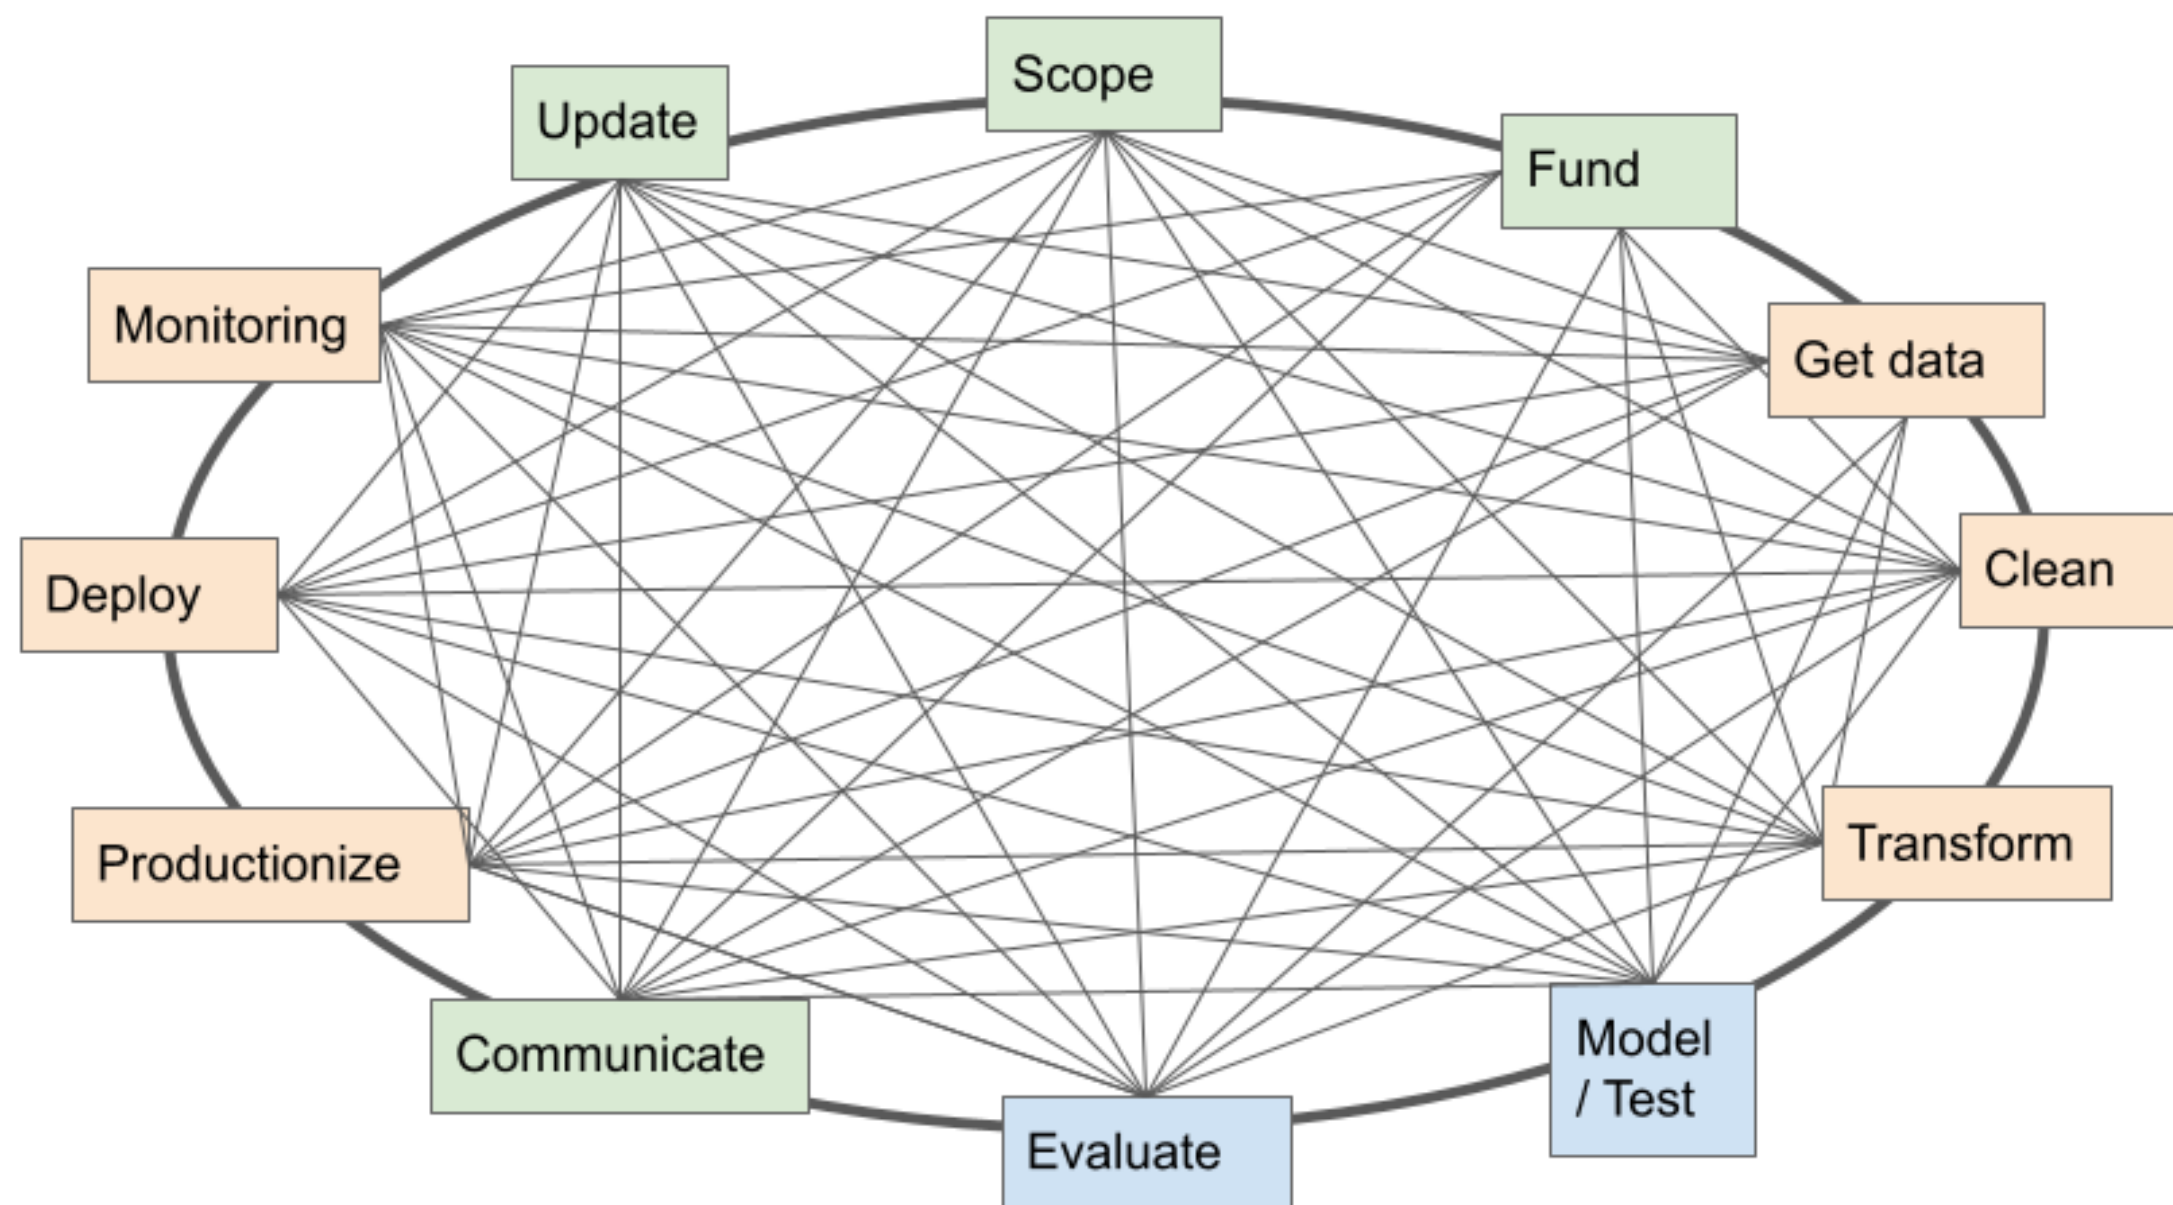 Scope
Update
Fund
Monitoring
Get data
Deploy
Clean
Productionize
Transform
Communicate
Model
/ Test
Evaluate